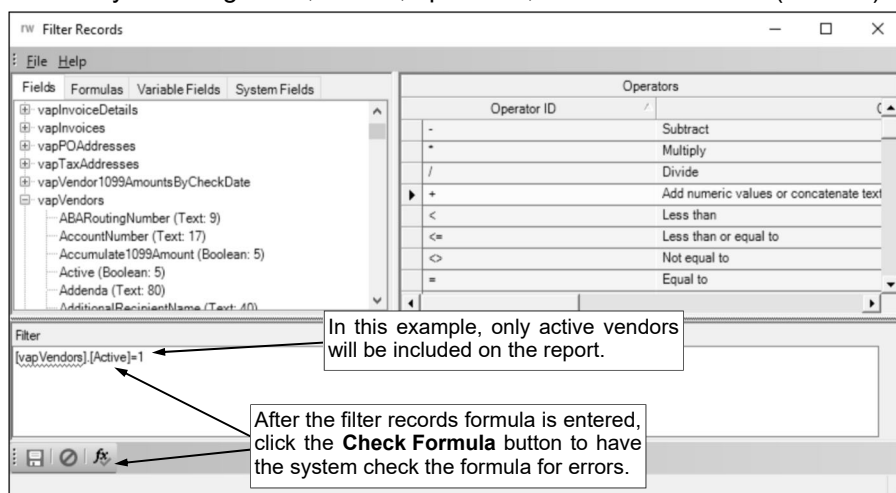 rw Filter Records
File Help
Fields Formulas Variable Fields System Fields
vapInvoiceDetails
vapInvoices
vapPOAddresses
vapTaxAddresses
vapVendor1099AmountsByCheckDate
vapVendors
ABARoutingNumber (Text: 9)
AccountNumber (Text: 17)
Accumulate1099Amount (Boolean: 5)
Active (Boolean: 5)
Addenda (Text: 80)
AdditionalRecipientName (Text: 40)
Operators
Operator ID
- Subtract
* Multiply
/ Divide
+ Add numeric values or concatenate text
< Less than
<= Less than or equal to
<> Not equal to
= Equal to
Filter
[vapVendors].[Active]=1
In this example, only active vendors
will be included on the report.
After the filter records formula is entered,
click the Check Formula button to have
the system check the formula for errors.